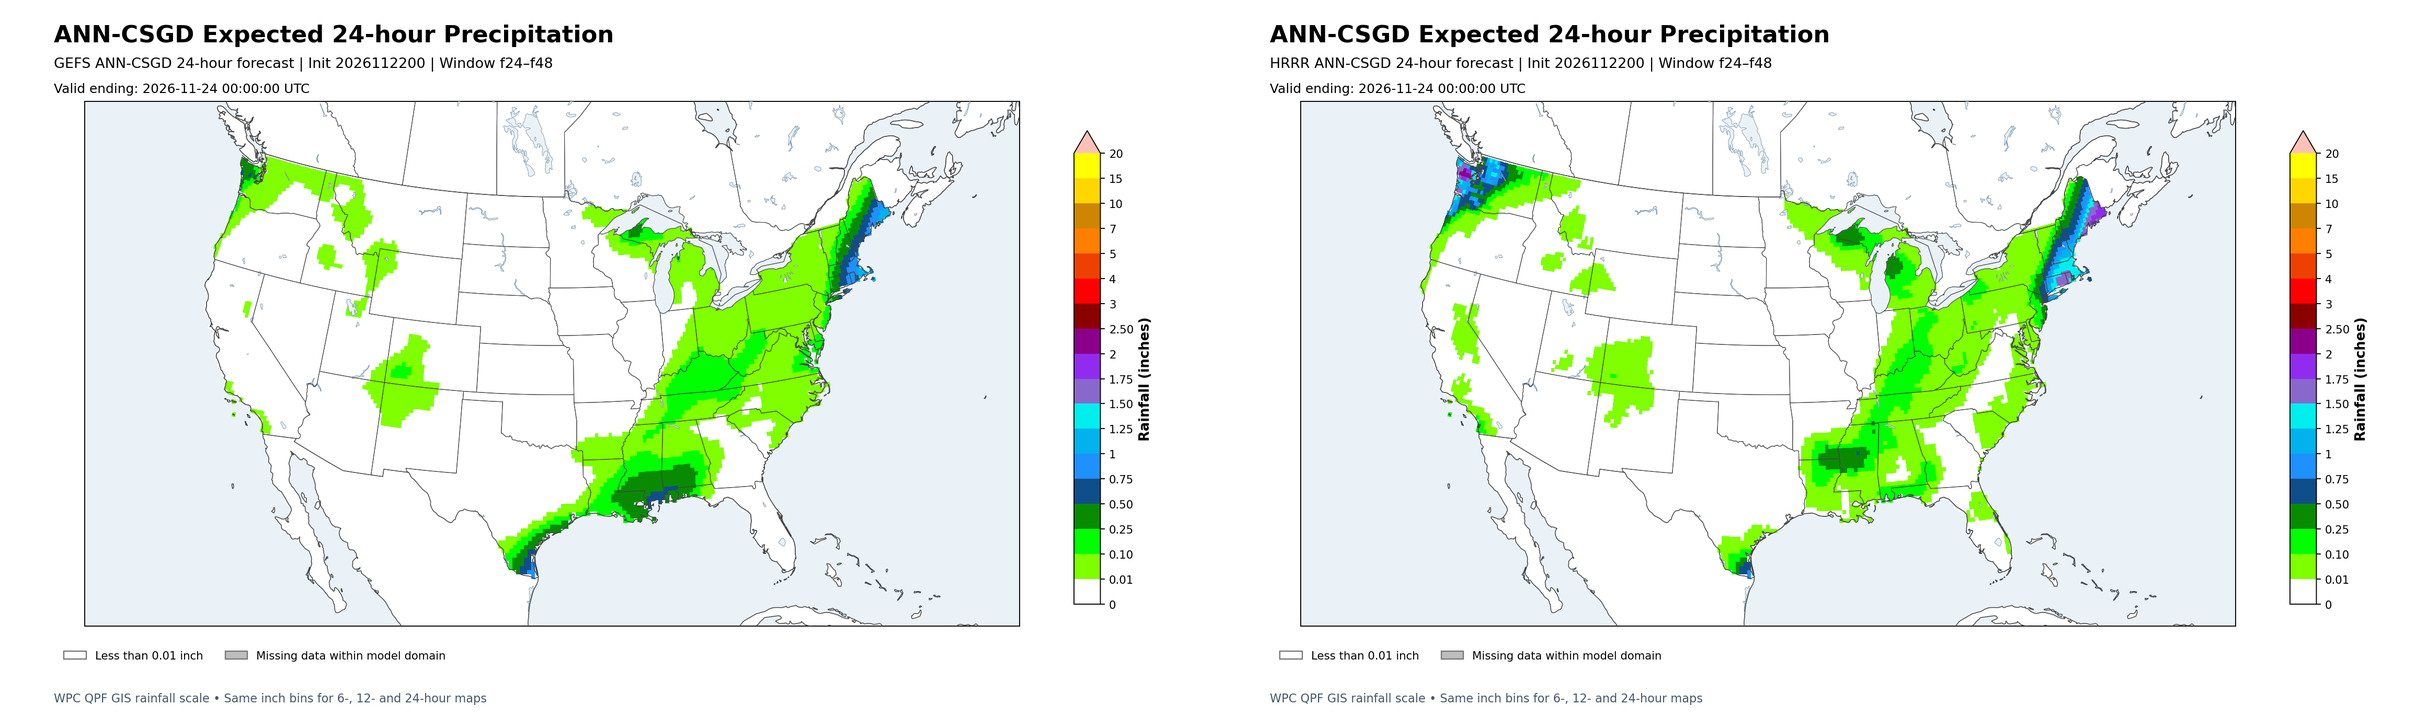 ANN-CSGD Expected 24-hour Precipitation
GEFS ANN-CSGD 24-hour forecast | Init 2026112200 | Window f24–f48
Valid ending: 2026-11-24 00:00:00 UTC
20
15
10
7
5
4
3
2.50
2
1.75
1.50
1.25
1
0.75
0.50
0.25
0.10
0.01
0
Rainfall (inches)
Less than 0.01 inch
Missing data within model domain
WPC QPF GIS rainfall scale • Same inch bins for 6-, 12- and 24-hour maps
ANN-CSGD Expected 24-hour Precipitation
HRRR ANN-CSGD 24-hour forecast | Init 2026112200 | Window f24–f48
Valid ending: 2026-11-24 00:00:00 UTC
20
15
10
7
5
4
3
2.50
2
1.75
1.50
1.25
1
0.75
0.50
0.25
0.10
0.01
0
Rainfall (inches)
Less than 0.01 inch
Missing data within model domain
WPC QPF GIS rainfall scale • Same inch bins for 6-, 12- and 24-hour maps